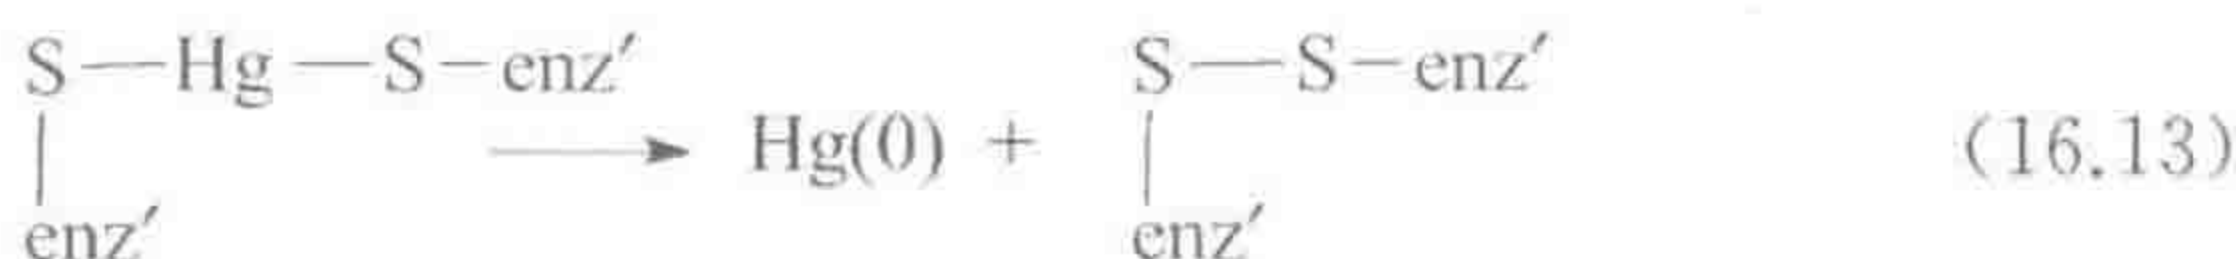 S—Hg—S—enz′ S—S—enz′
| → Hg(0) + | (16.13)
enz′ enz′